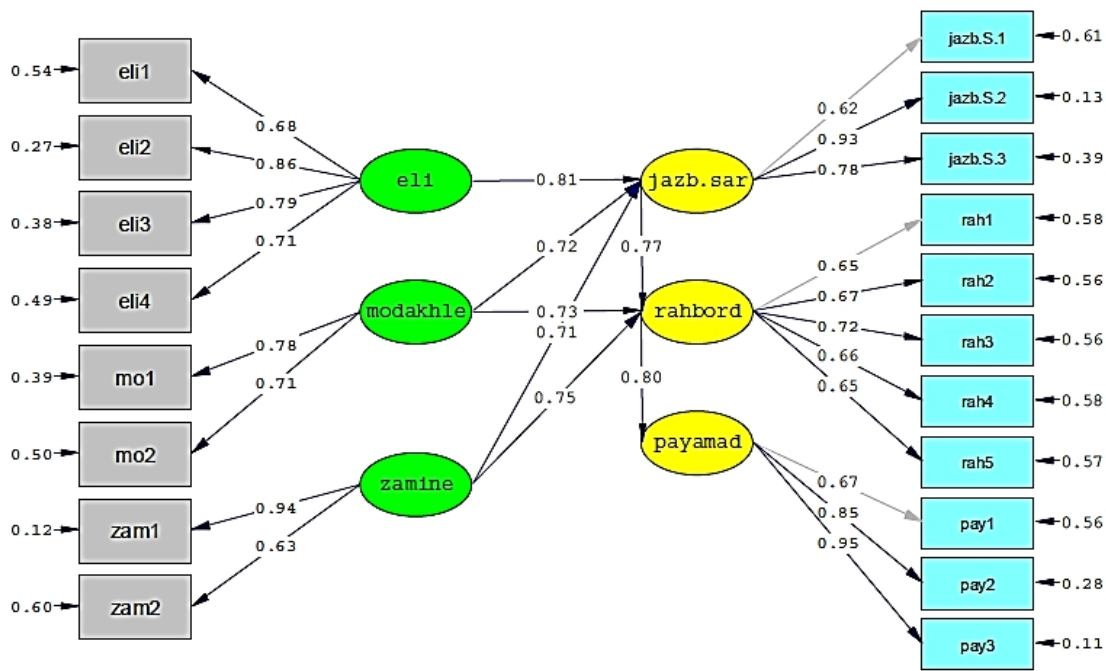 0.54 eli1
0.27 eli2
0.38 eli3
0.49 eli4
0.39 mo1
0.50 mo2
0.12 zam1
0.60 zam2
0.68
0.86
0.79
0.71
0.78
0.71
0.94
0.63
eli
modakhle
zamine
0.81
0.72
0.73
0.71
0.75
0.77
0.80
jazb.sar
rahbord
payamad
0.62
0.93
0.78
0.65
0.67
0.72
0.66
0.65
0.67
0.85
0.95
jazb.S.1 0.61
jazb.S.2 0.13
jazb.S.3 0.39
rah1 0.58
rah2 0.56
rah3 0.56
rah4 0.58
rah5 0.57
pay1 0.56
pay2 0.28
pay3 0.11